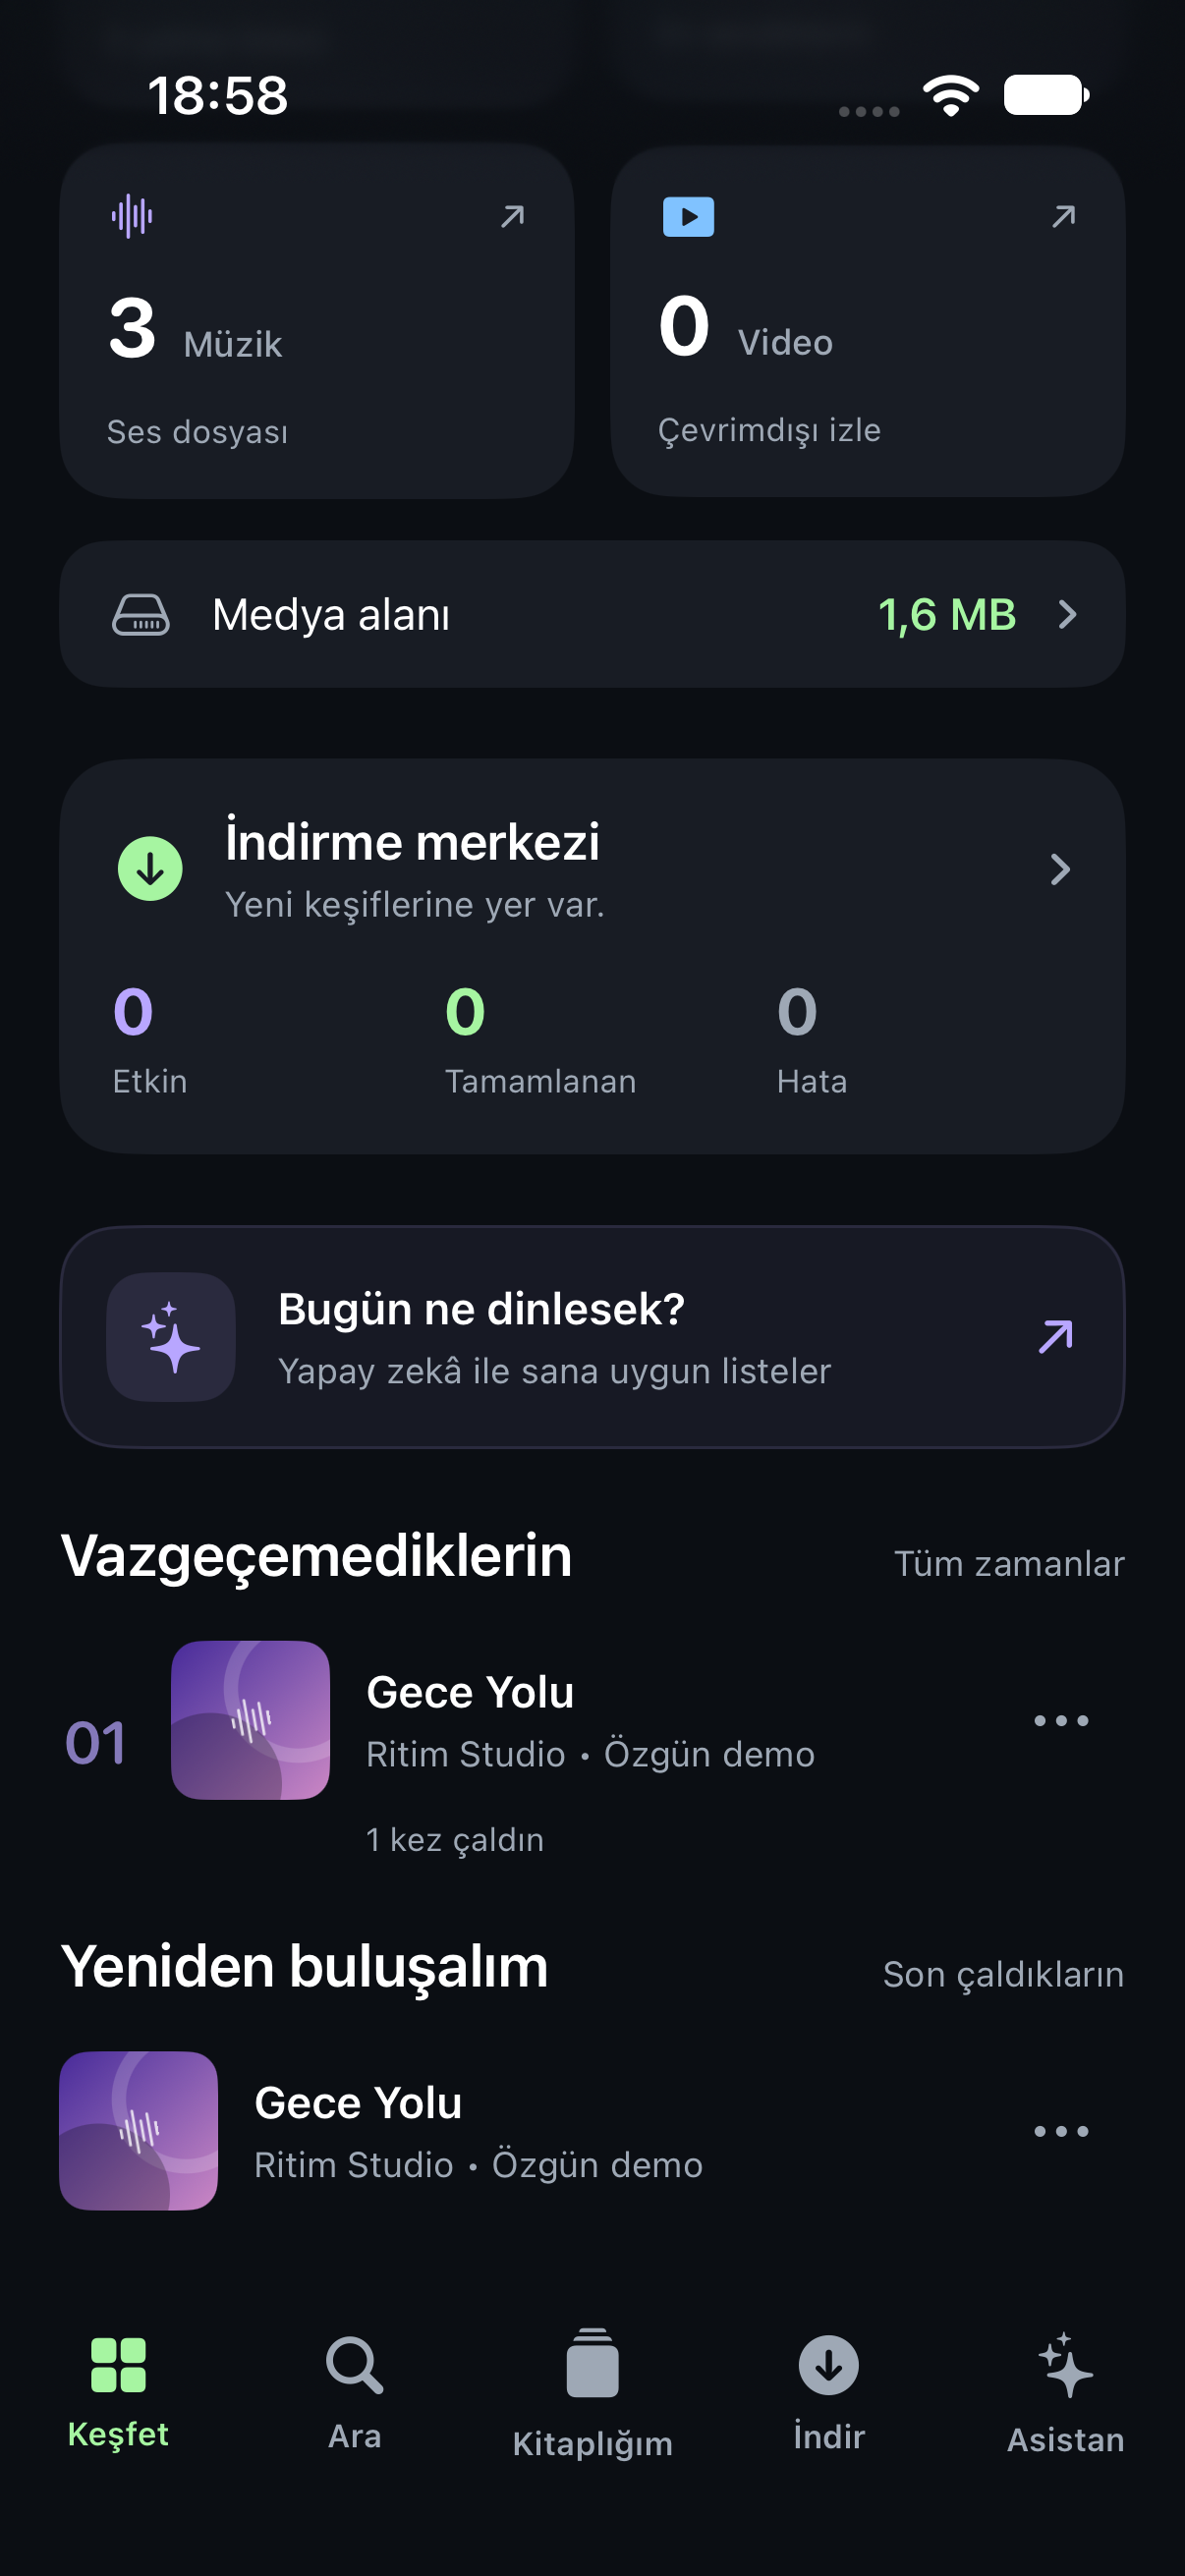 18:58
3 Müzik
Ses dosyası
0 Video
Çevrimdışı izle
Medya alanı 1,6 MB
İndirme merkezi
Yeni keşiflerine yer var.
0 0 0
Etkin Tamamlanan Hata
Bugün ne dinlesek?
Yapay zekâ ile sana uygun listeler
Vazgeçemediklerin Tüm zamanlar
01 Gece Yolu
Ritim Studio • Özgün demo
1 kez çaldın
Yeniden buluşalım Son çaldıkların
Gece Yolu
Ritim Studio • Özgün demo
Keşfet Ara Kitaplığım İndir Asistan